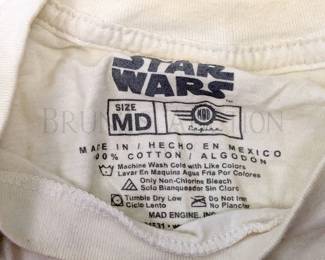 STAR
WARS
SIZE
MD
MAD
Engine
MADE IN / HECHO EN MEXICO
100% COTTON / ALGODON
Machine Wash Cold with Like Colors
Lavar En Maquina Agua Fria Por Colores
Only Non-Chlorine Bleach
Solo Blanqueador Sin Cloro
Tumble Dry Low
Ciclo Lento
Do Not Iron
No Planchar
MAD ENGINE, INC